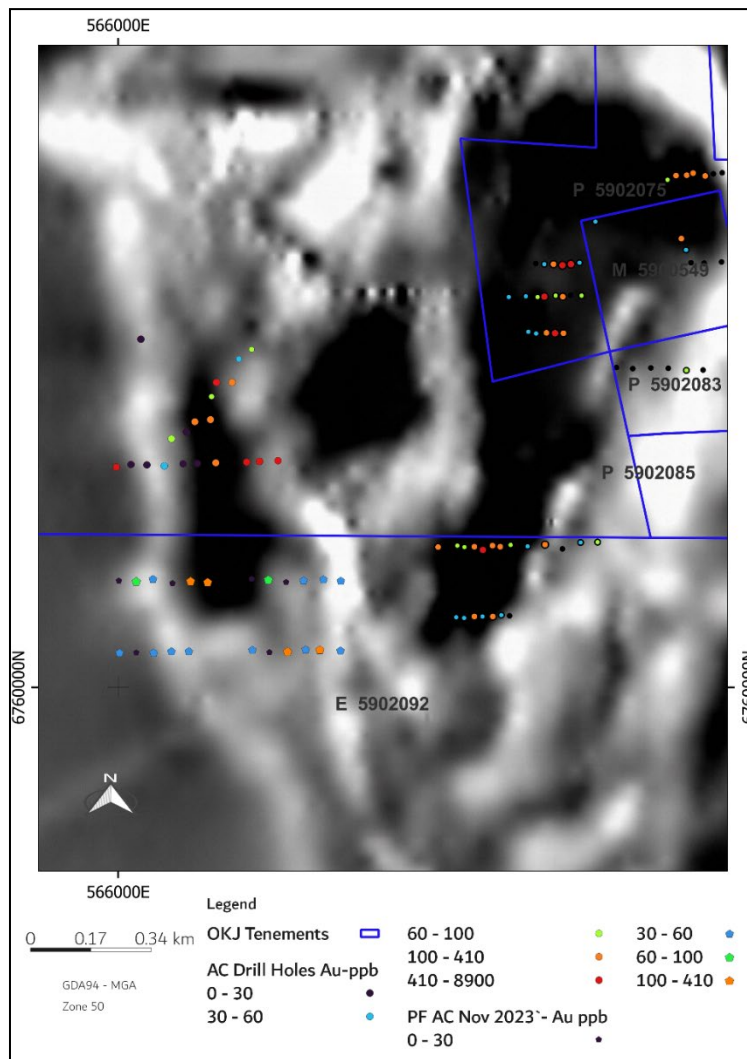 566000E
P 5902075
M 5900549
P 5902083
P 5902085
6760000N
6760000N
E 5902092
N
566000E
Legend
OKJ Tenements
AC Drill Holes Au-ppb
0 - 30
30 - 60
60 - 100
100 - 410
410 - 8900
PF AC Nov 2023`- Au ppb
0 - 30
30 - 60
60 - 100
100 - 410
0 0.17 0.34 km
GDA94 - MGA
Zone 50